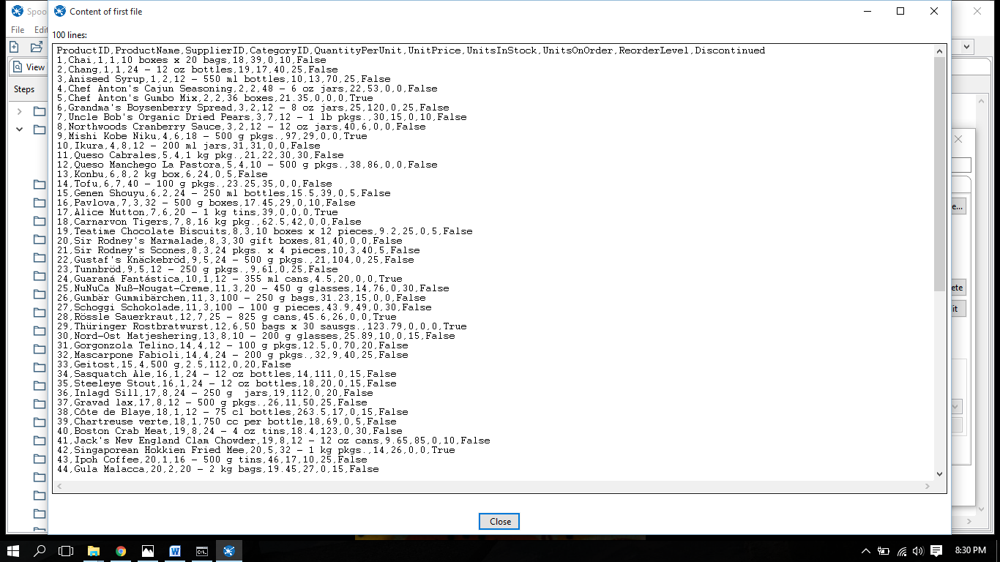 Spoo
Content of first file
File Edit
100 lines:
View
Steps
ProductID,ProductName,SupplierID,CategoryID,QuantityPerUnit,UnitPrice,UnitsInStock,UnitsOnOrder,ReorderLevel,Discontinued
1,Chai,1,1,10 boxes x 20 bags,18,39,0,10,False
2,Chang,1,1,24 - 12 oz bottles,19,17,40,25,False
3,Aniseed Syrup,1,2,12 - 550 ml bottles,10,13,70,25,False
4,Chef Anton's Cajun Seasoning,2,2,48 - 6 oz jars,22,53,0,0,False
5,Chef Anton's Gumbo Mix,2,2,36 boxes,21.35,0,0,0,True
6,Grandma's Boysenberry Spread,3,2,12 - 8 oz jars,25,120,0,25,False
7,Uncle Bob's Organic Dried Pears,3,7,12 - 1 lb pkgs.,30,15,0,10,False
8,Northwoods Cranberry Sauce,3,2,12 - 12 oz jars,40,6,0,0,False
9,Mishi Kobe Niku,4,6,18 - 500 g pkgs.,97,29,0,0,True
10,Ikura,4,8,12 - 200 ml jars,31,31,0,0,False
11,Queso Cabrales,5,4,1 kg pkg.,21,22,30,30,False
12,Queso Manchego La Pastora,5,4,10 - 500 g pkgs.,38,86,0,0,False
13,Konbu,6,8,2 kg box,6,24,0,5,False
14,Tofu,6,7,40 - 100 g pkgs.,23.25,35,0,0,False
15,Genen Shouyu,6,2,24 - 250 ml bottles,15.5,39,0,5,False
16,Pavlova,7,3,32 - 500 g boxes,17.45,29,0,10,False
17,Alice Mutton,7,6,20 - 1 kg tins,39,0,0,0,True
18,Carnarvon Tigers,7,8,16 kg pkg.,62.5,42,0,0,False
19,Teatime Chocolate Biscuits,8,3,10 boxes x 12 pieces,9.2,25,0,5,False
20,Sir Rodney's Marmalade,8,3,30 gift boxes,81,40,0,0,False
21,Sir Rodney's Scones,8,3,24 pkgs. x 4 pieces,10,3,40,5,False
22,Gustaf's Knäckebröd,9,5,24 - 500 g pkgs.,21,104,0,25,False
23,Tunnbröd,9,5,12 - 250 g pkgs.,9,61,0,25,False
24,Guaraná Fantástica,10,1,12 - 355 ml cans,4.5,20,0,0,True
25,NuNuCa Nuß-Nougat-Creme,11,3,20 - 450 g glasses,14,76,0,30,False
26,Gumbär Gummibärchen,11,3,100 - 250 g bags,31.23,15,0,0,False
27,Schoggi Schokolade,11,3,100 - 100 g pieces,43.9,49,0,30,False
28,Rössle Sauerkraut,12,7,25 - 825 g cans,45.6,26,0,0,True
29,Thüringer Rostbratwurst,12,6,50 bags x 30 sausgs.,123.79,0,0,0,True
30,Nord-Ost Matjeshering,13,8,10 - 200 g glasses,25.89,10,0,15,False
31,Gorgonzola Telino,14,4,12 - 100 g pkgs,12.5,0,70,20,False
32,Mascarpone Fabioli,14,4,24 - 200 g pkgs.,32,9,40,25,False
33,Geitost,15,4,500 g,2.5,112,0,20,False
34,Sasquatch Ale,16,1,24 - 12 oz bottles,14,111,0,15,False
35,Steeleye Stout,16,1,24 - 12 oz bottles,18,20,0,15,False
36,Inlagd Sill,17,8,24 - 250 g  jars,19,112,0,20,False
37,Gravad lax,17,8,12 - 500 g pkgs.,26,11,50,25,False
38,Côte de Blaye,18,1,12 - 75 cl bottles,263.5,17,0,15,False
39,Chartreuse verte,18,1,750 cc per bottle,18,69,0,5,False
40,Boston Crab Meat,19,8,24 - 4 oz tins,18.4,123,0,30,False
41,Jack's New England Clam Chowder,19,8,12 - 12 oz cans,9.65,85,0,10,False
42,Singaporean Hokkien Fried Mee,20,5,32 - 1 kg pkgs.,14,26,0,0,True
43,Ipoh Coffee,20,1,16 - 500 g tins,46,17,10,25,False
44,Gula Malacca,20,2,20 - 2 kg bags,19.45,27,0,15,False
e...
ete
it
Close
8:30 PM